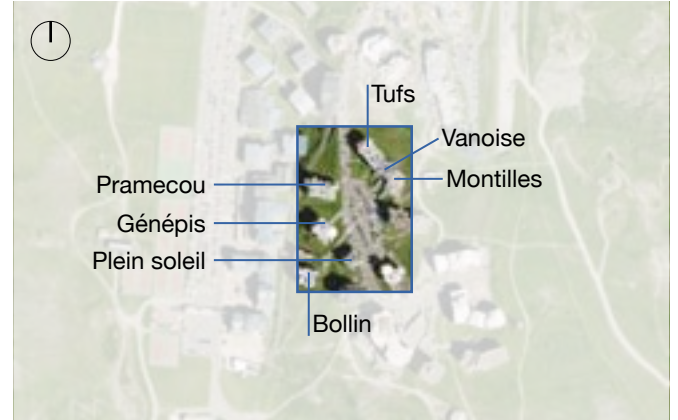 Tufs
Vanoise
Pramecou
Montilles
Génépis
Plein soleil
Bollin